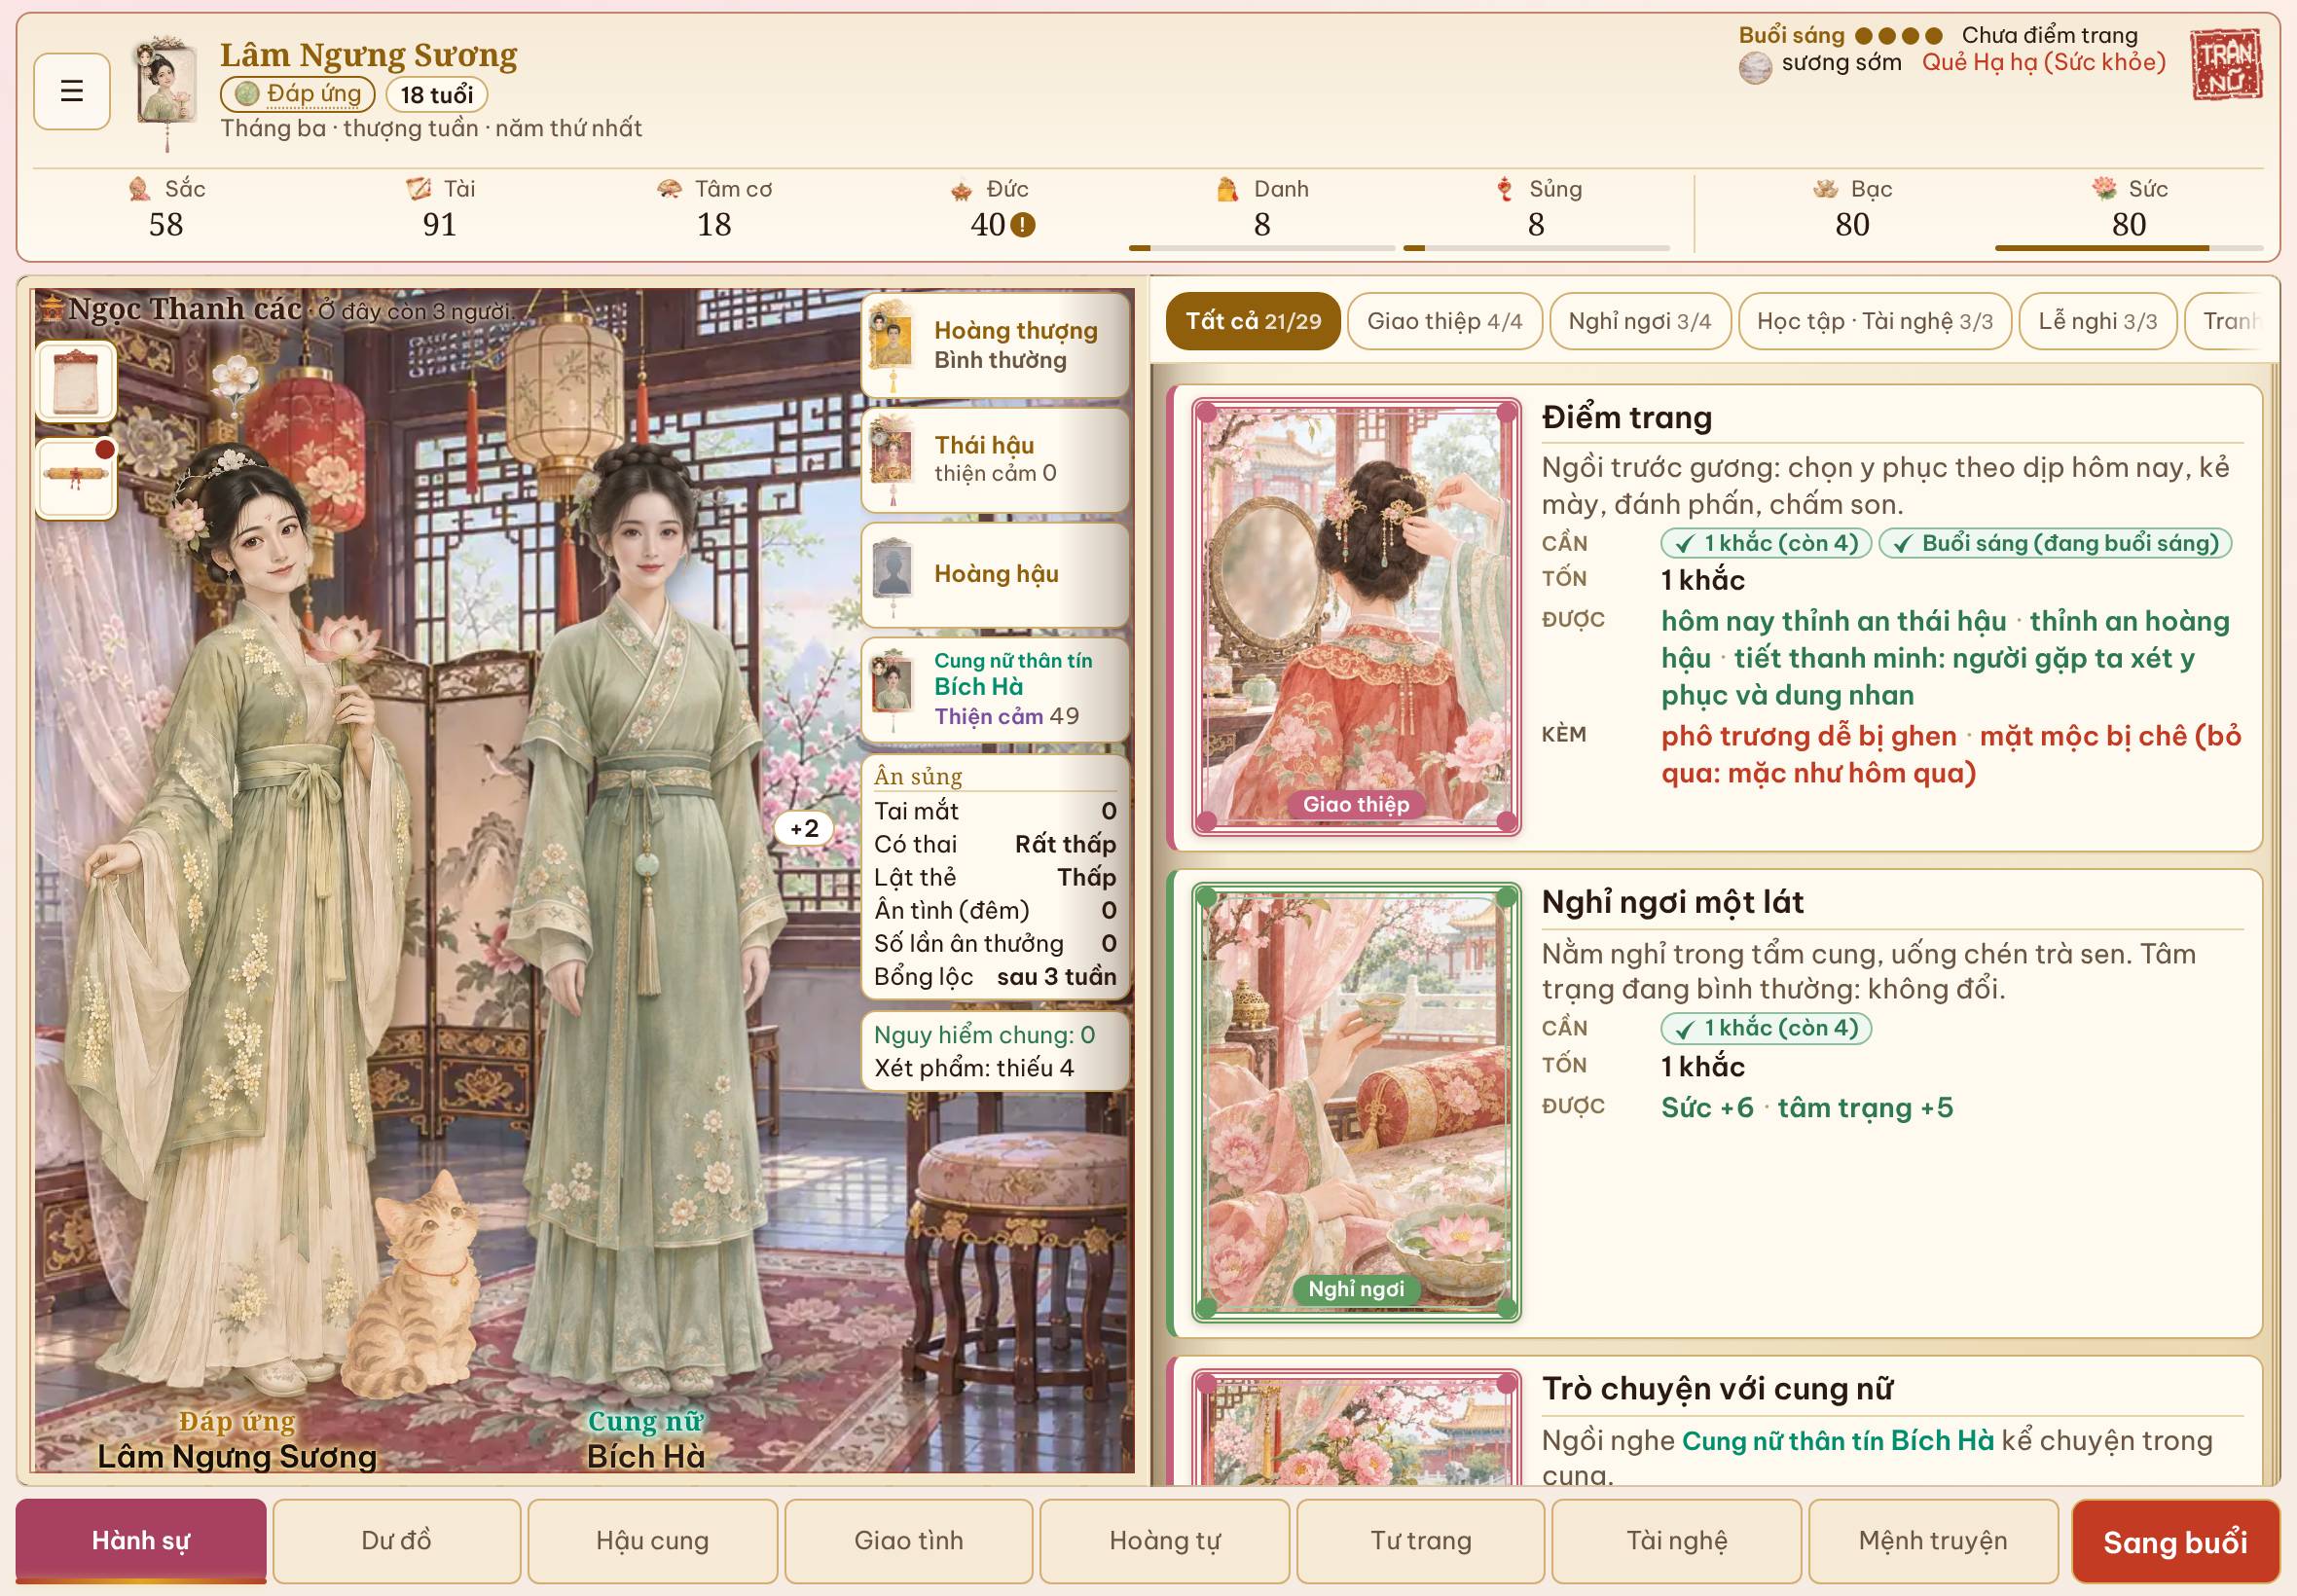 Lâm Ngưng Sương
Đáp ứng
18 tuổi
Tháng ba · thượng tuần · năm thứ nhất
Buổi sáng
Chưa điểm trang
sương sớm
Quẻ Hạ hạ (Sức khỏe)
TRÂN
NỮ
Sắc
58
Tài
91
Tâm cơ
18
Đức
40 !
Danh
8
Sủng
8
Bạc
80
Sức
80
Ngọc Thanh các · Ở đây còn 3 người.
Hoàng thượng
Bình thường
Thái hậu
thiện cảm 0
Hoàng hậu
Cung nữ thân tín
Bích Hà
Thiện cảm 49
+2
Ân sủng
Tai mắt 0
Có thai Rất thấp
Lật thẻ Thấp
Ân tình (đêm) 0
Số lần ân thưởng 0
Bổng lộc sau 3 tuần
Nguy hiểm chung: 0
Xét phẩm: thiếu 4
Đáp ứng
Lâm Ngưng Sương
Cung nữ
Bích Hà
Tất cả 21/29
Giao thiệp 4/4
Nghỉ ngơi 3/4
Học tập · Tài nghệ 3/3
Lễ nghi 3/3
Tranh
Giao thiệp
Điểm trang
Ngồi trước gương: chọn y phục theo dịp hôm nay, kẻ
mày, đánh phấn, chấm son.
CẦN ✓ 1 khắc (còn 4) ✓ Buổi sáng (đang buổi sáng)
TỐN 1 khắc
ĐƯỢC hôm nay thỉnh an thái hậu · thỉnh an hoàng
hậu · tiết thanh minh: người gặp ta xét y
phục và dung nhan
KÈM phô trương dễ bị ghen · mặt mộc bị chê (bỏ
qua: mặc như hôm qua)
Nghỉ ngơi
Nghỉ ngơi một lát
Nằm nghỉ trong tẩm cung, uống chén trà sen. Tâm
trạng đang bình thường: không đổi.
CẦN ✓ 1 khắc (còn 4)
TỐN 1 khắc
ĐƯỢC Sức +6 · tâm trạng +5
Trò chuyện với cung nữ
Ngồi nghe Cung nữ thân tín Bích Hà kể chuyện trong
cung.
Hành sự
Dư đồ
Hậu cung
Giao tình
Hoàng tự
Tư trang
Tài nghệ
Mệnh truyện
Sang buổi